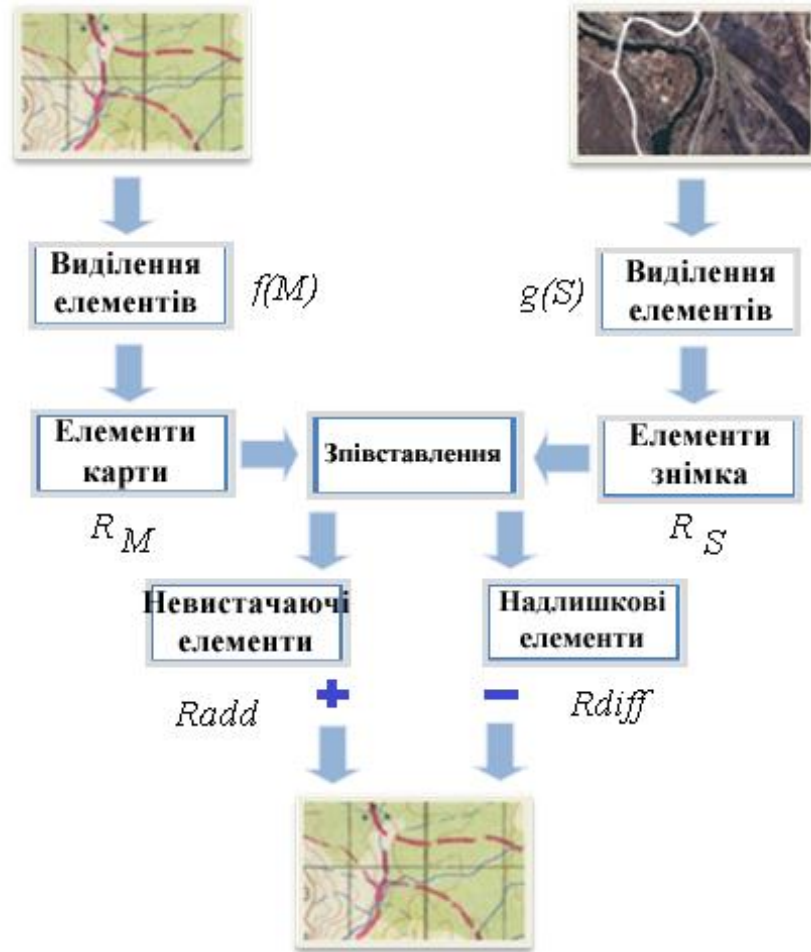 Виділення
елементів
f(M)
g(S)
Виділення
елементів
Елементи
карти
Зпівставлення
Елементи
знімка
R M
R S
Невистачаючі
елементи
Надлишкові
елементи
Radd
+
−
Rdiff